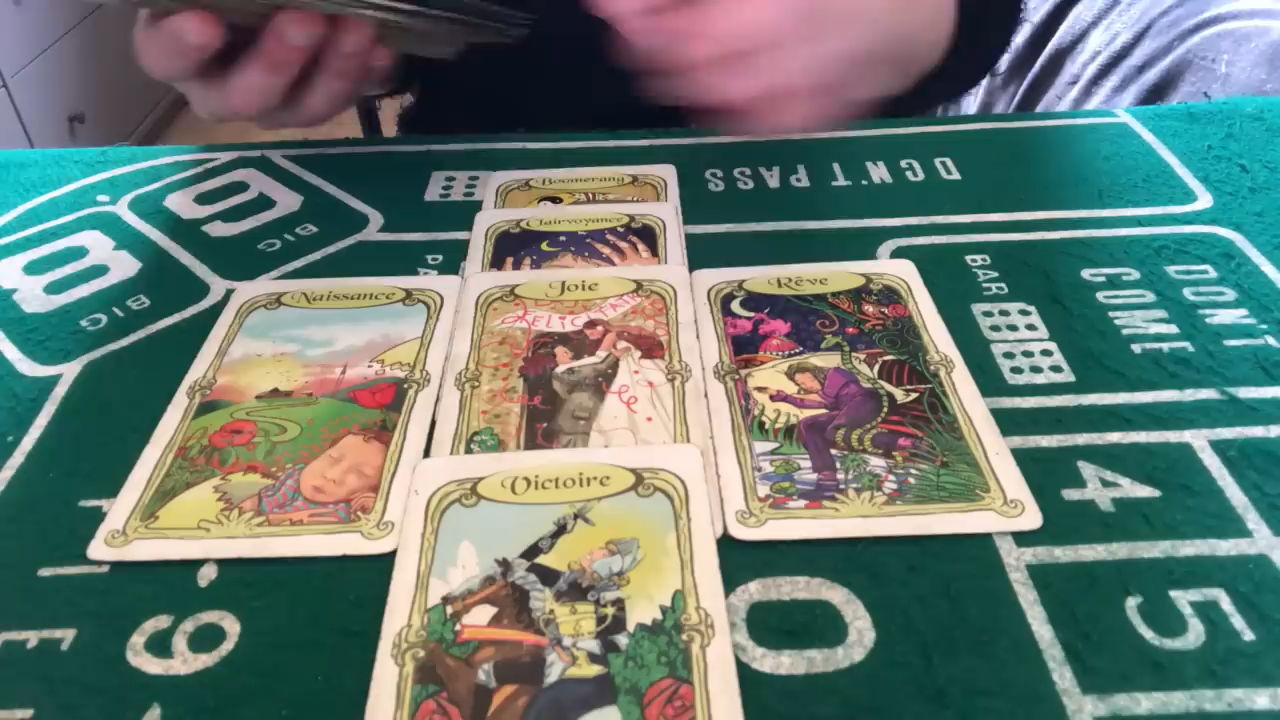 Boomerang
DON'T PASS
Clairvoyance
6
BIG
8
BIG
PA
Naissance
Joie
FELICITATI
Rêve
BAR
DON'T
COME
Victoire
4
5
9
0